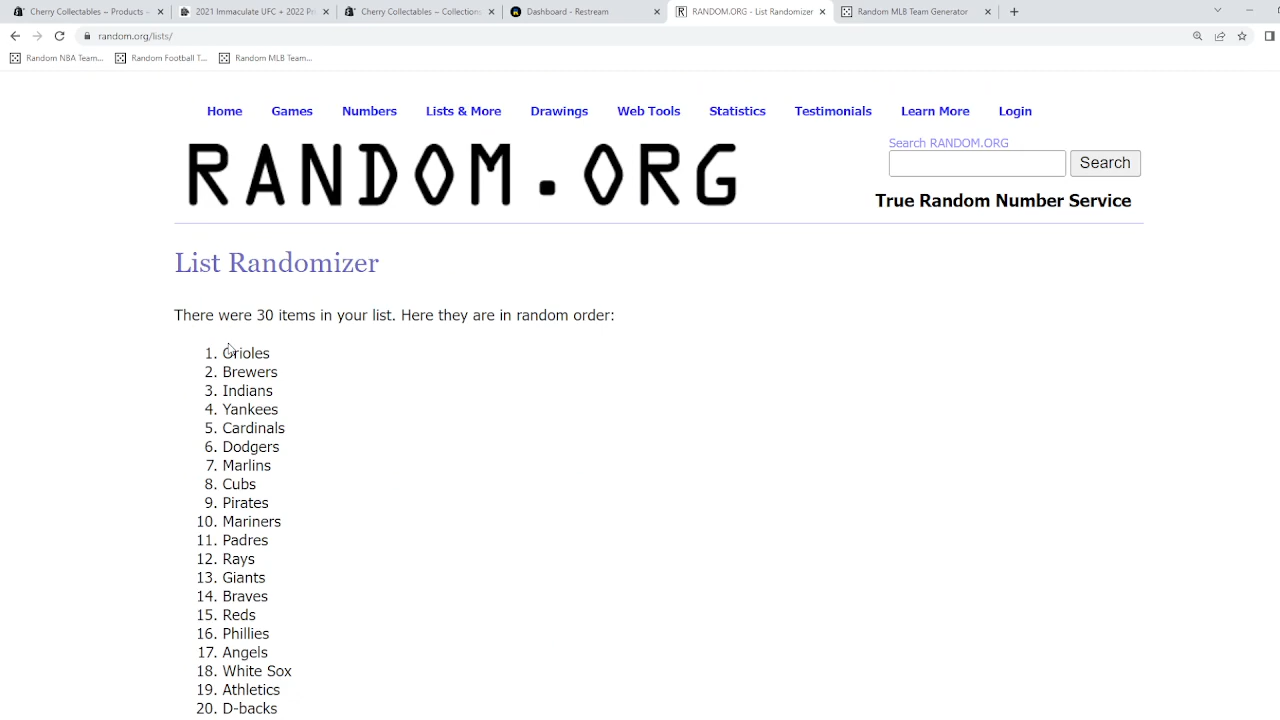 Cherry Collectables ~ Products ~
2021 Immaculate UFC + 2022 Pri
Cherry Collectables ~ Collections
Dashboard - Restream
RANDOM.ORG - List Randomizer
Random MLB Team Generator
random.org/lists/
Random NBA Team...
Random Football T...
Random MLB Team...
Home
Games
Numbers
Lists & More
Drawings
Web Tools
Statistics
Testimonials
Learn More
Login
RANDOM.ORG
Search RANDOM.ORG
Search
True Random Number Service
List Randomizer
There were 30 items in your list. Here they are in random order:
1. Orioles
2. Brewers
3. Indians
4. Yankees
5. Cardinals
6. Dodgers
7. Marlins
8. Cubs
9. Pirates
10. Mariners
11. Padres
12. Rays
13. Giants
14. Braves
15. Reds
16. Phillies
17. Angels
18. White Sox
19. Athletics
20. D-backs